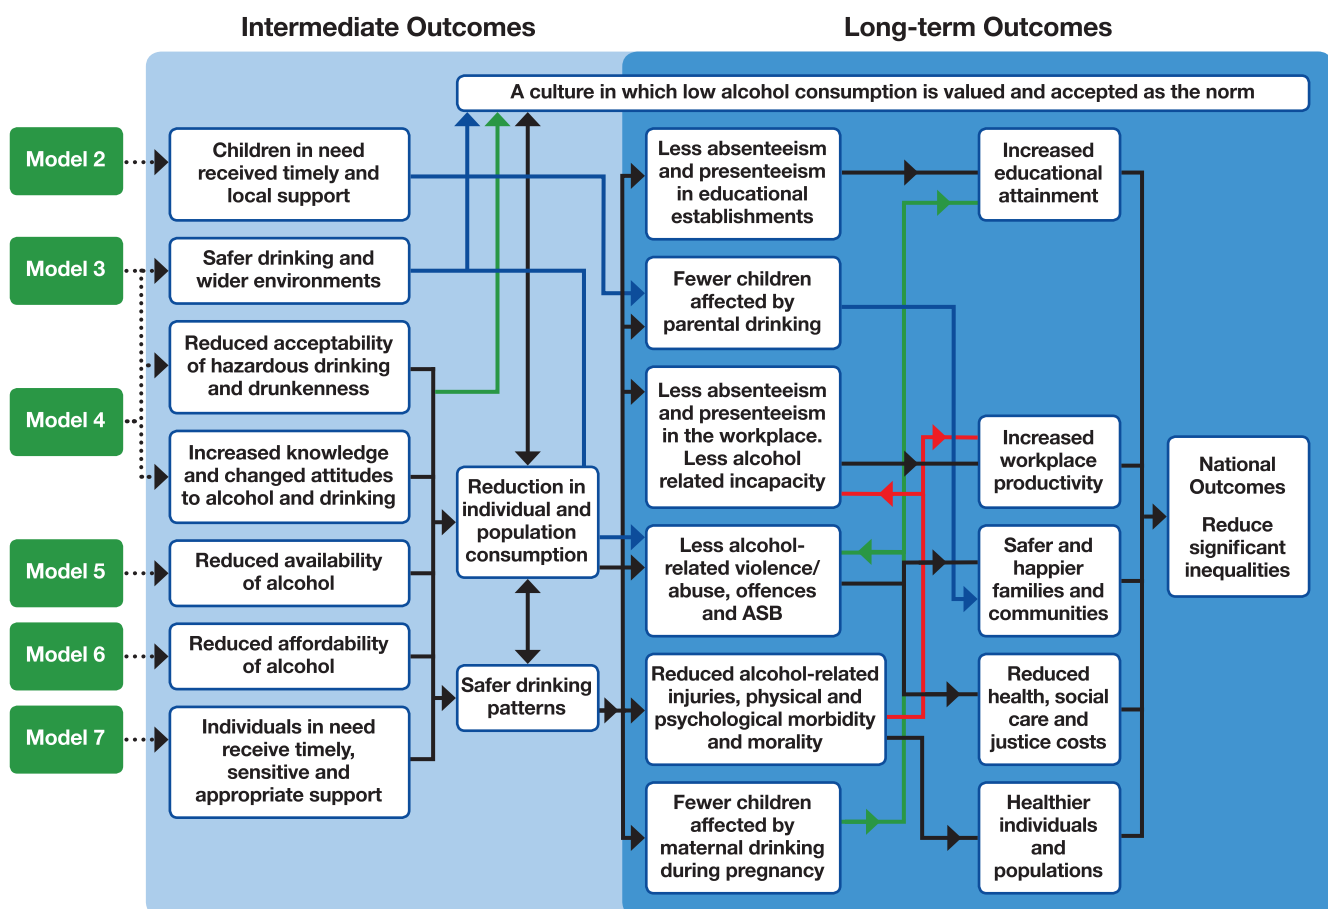 Intermediate Outcomes
Long-term Outcomes
A culture in which low alcohol consumption is valued and accepted as the norm
Model 2
Model 3
Model 4
Model 5
Model 6
Model 7
Children in need
received timely and
local support
Safer drinking and
wider environments
Reduced acceptability
of hazardous drinking
and drunkenness
Increased knowledge
and changed attitudes
to alcohol and drinking
Reduced availability
of alcohol
Reduced affordability
of alcohol
Individuals in need
receive timely,
sensitive and
appropriate support
Reduction in
individual and
population
consumption
Safer drinking
patterns
Less absenteeism
and presenteeism
in educational
establishments
Fewer children
affected by
parental drinking
Less absenteeism
and presenteeism
in the workplace.
Less alcohol
related incapacity
Less alcohol-
related violence/
abuse, offences
and ASB
Reduced alcohol-related
injuries, physical and
psychological morbidity
and morality
Fewer children
affected by
maternal drinking
during pregnancy
Increased
educational
attainment
Increased
workplace
productivity
Safer and
happier
families and
communities
Reduced
health, social
care and
justice costs
Healthier
individuals
and
populations
National
Outcomes
Reduce
significant
inequalities